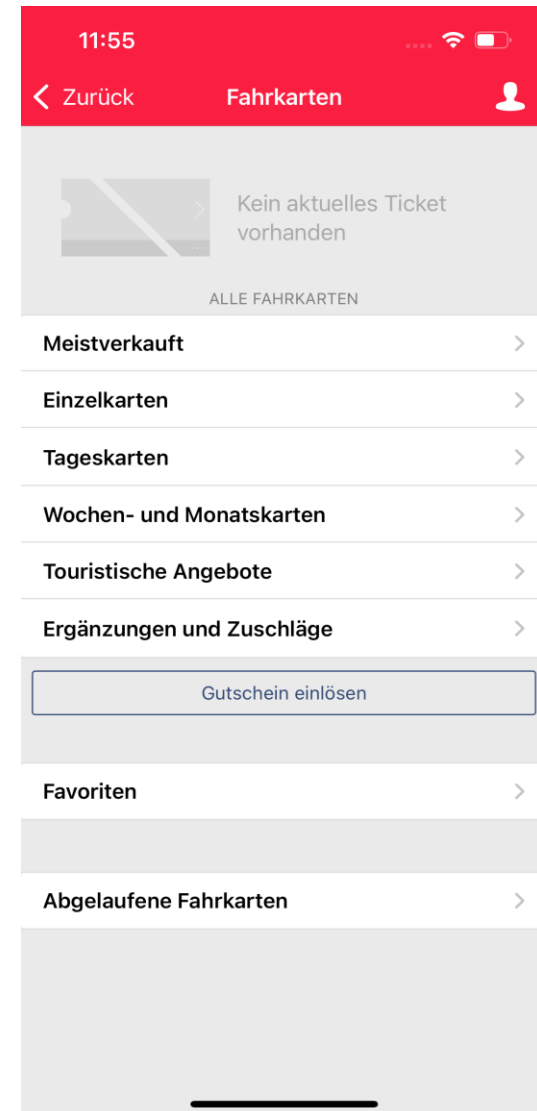 11:55
Zurück
Fahrkarten
Kein aktuelles Ticket
vorhanden
ALLE FAHRKARTEN
Meistverkauft
Einzelkarten
Tageskarten
Wochen- und Monatskarten
Touristische Angebote
Ergänzungen und Zuschläge
Gutschein einlösen
Favoriten
Abgelaufene Fahrkarten